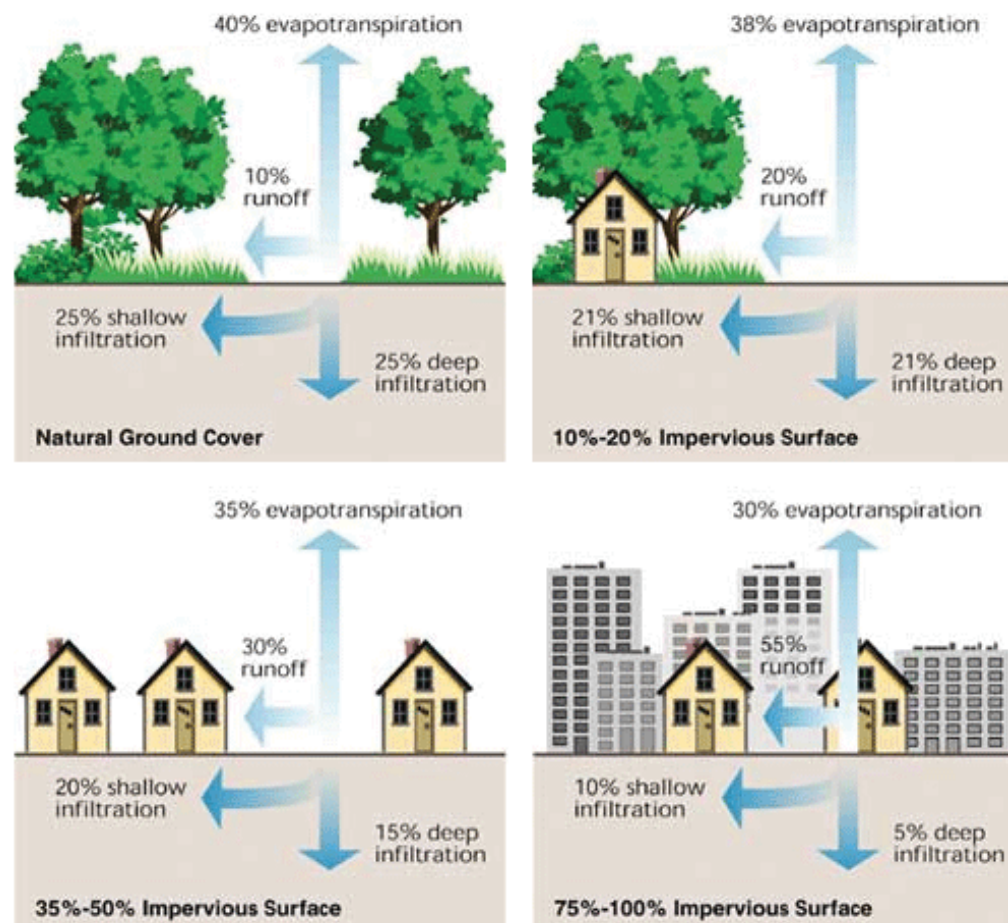 40% evapotranspiration
10%
runoff
25% shallow
infiltration
25% deep
infiltration
Natural Ground Cover
38% evapotranspiration
20%
runoff
21% shallow
infiltration
21% deep
infiltration
10%-20% Impervious Surface
35% evapotranspiration
30%
runoff
20% shallow
infiltration
15% deep
infiltration
35%-50% Impervious Surface
30% evapotranspiration
55%
runoff
10% shallow
infiltration
5% deep
infiltration
75%-100% Impervious Surface